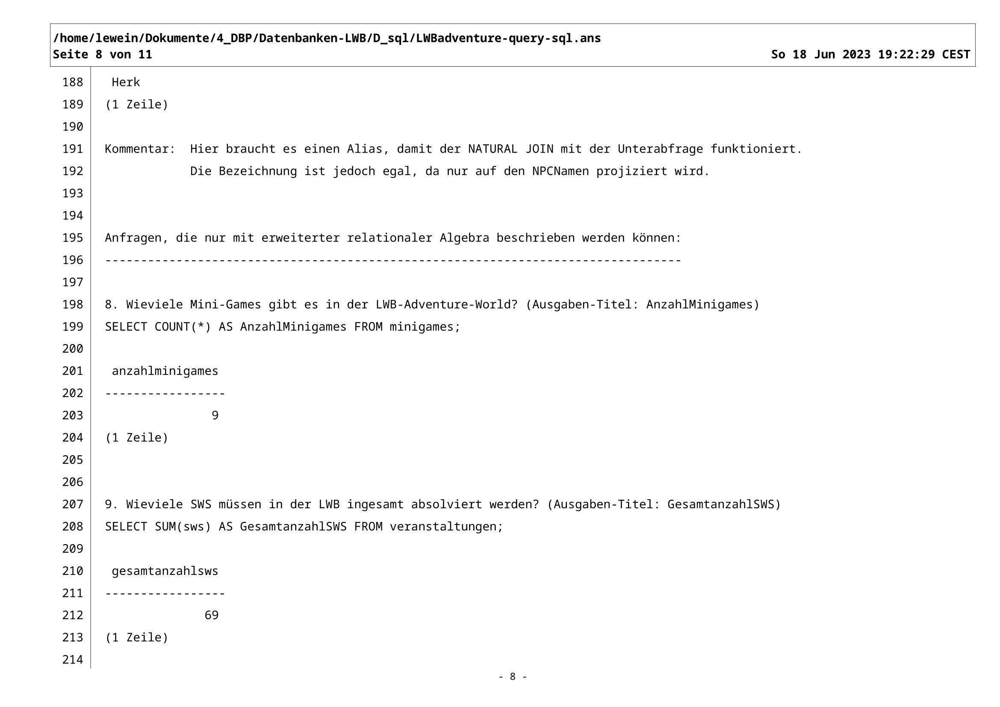 /home/lewein/Dokumente/4_DBP/Datenbanken-LWB/D_sql/LWBadventure-query-sql.ans
Seite 8 von 11 So 18 Jun 2023 19:22:29 CEST
188 Herk
189 (1 Zeile)
190
191 Kommentar: Hier braucht es einen Alias, damit der NATURAL JOIN mit der Unterabfrage funktioniert.
192 Die Bezeichnung ist jedoch egal, da nur auf den NPCNamen projiziert wird.
193
194
195 Anfragen, die nur mit erweiterter relationaler Algebra beschrieben werden können:
196 ---------------------------------------------------------------------------------
197
198 8. Wieviele Mini-Games gibt es in der LWB-Adventure-World? (Ausgaben-Titel: AnzahlMinigames)
199 SELECT COUNT(*) AS AnzahlMinigames FROM minigames;
200
201 anzahlminigames
202 -----------------
203 9
204 (1 Zeile)
205
206
207 9. Wieviele SWS müssen in der LWB ingesamt absolviert werden? (Ausgaben-Titel: GesamtanzahlSWS)
208 SELECT SUM(sws) AS GesamtanzahlSWS FROM veranstaltungen;
209
210 gesamtanzahlsws
211 -----------------
212 69
213 (1 Zeile)
214
- 8 -